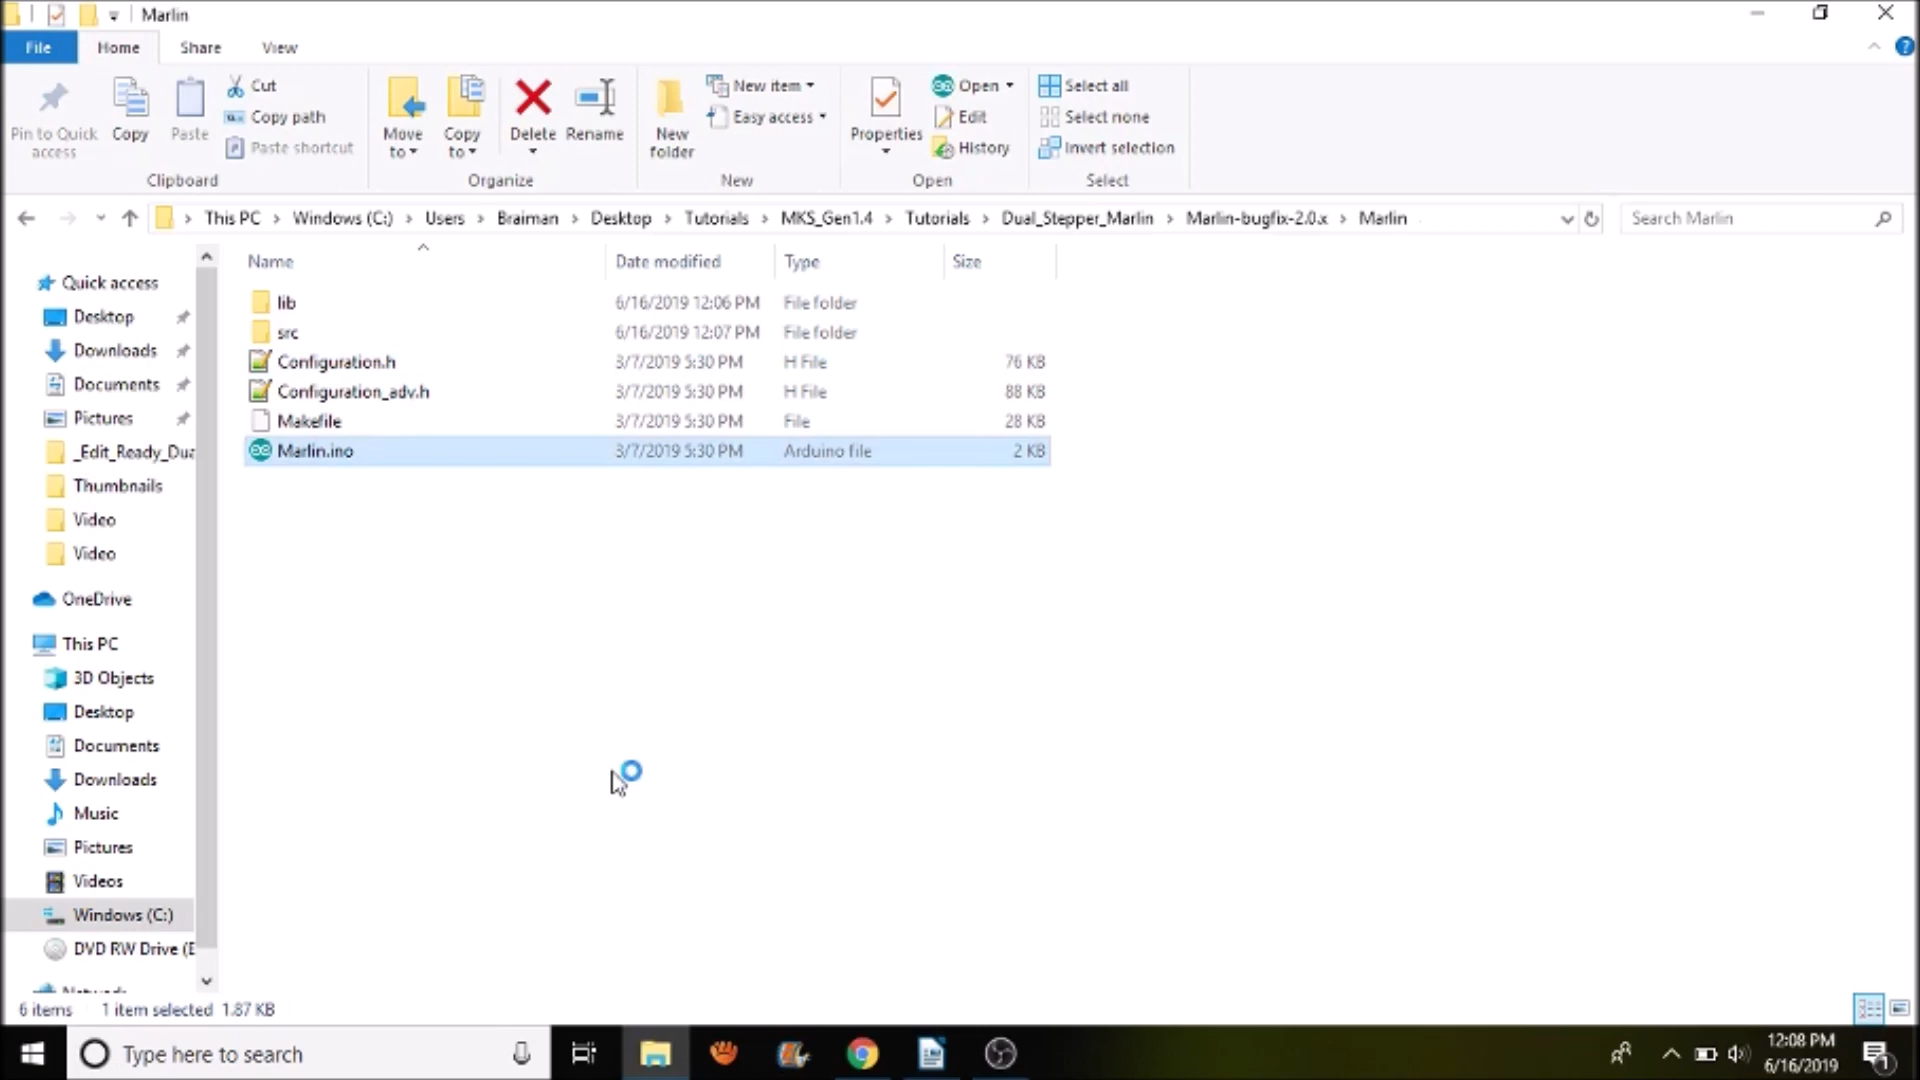 Marlin
File Home Share View
Pin to Quick access
Copy
Paste
Cut
Copy path
Paste shortcut
Clipboard
Move to
Copy to
Delete
Rename
Organize
New folder
New item
Easy access
New
Properties
Open
Edit
History
Open
Select all
Select none
Invert selection
Select
This PC > Windows (C:) > Users > Braiman > Desktop > Tutorials > MKS_Gen1.4 > Tutorials > Dual_Stepper_Marlin > Marlin-bugfix-2.0.x > Marlin
Search Marlin
Name Date modified Type Size
lib 6/16/2019 12:06 PM File folder
src 6/16/2019 12:07 PM File folder
Configuration.h 3/7/2019 5:30 PM H File 76 KB
Configuration_adv.h 3/7/2019 5:30 PM H File 88 KB
Makefile 3/7/2019 5:30 PM File 28 KB
Marlin.ino 3/7/2019 5:30 PM Arduino file 2 KB
Quick access
Desktop
Downloads
Documents
Pictures
_Edit_Ready_Dua
Thumbnails
Video
Video
OneDrive
This PC
3D Objects
Desktop
Documents
Downloads
Music
Pictures
Videos
Windows (C:)
DVD RW Drive (E
Network
6 items 1 item selected 1.87 KB
Type here to search
12:08 PM
6/16/2019
1